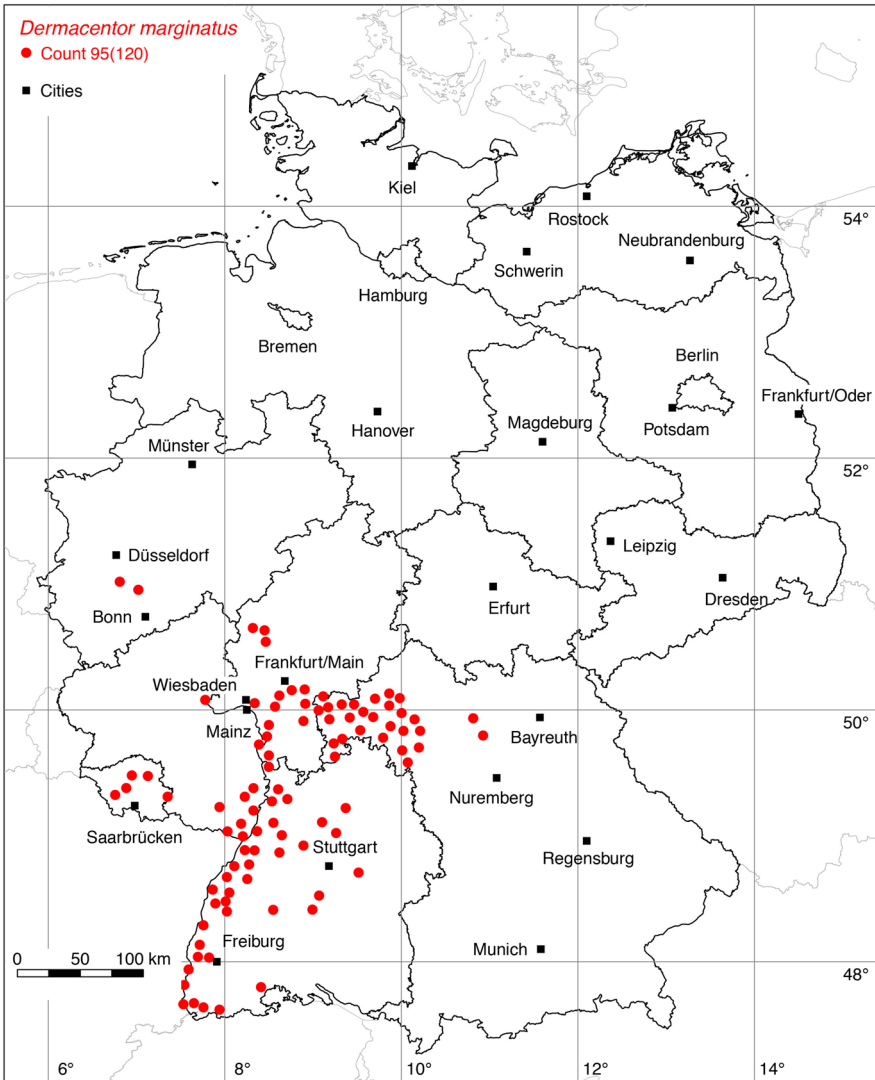 Dermacentor marginatus
Count 95(120)
Cities
Kiel
54°
Rostock
Neubrandenburg
Schwerin
Hamburg
Bremen
Berlin
Frankfurt/Oder
Hanover
Magdeburg
Potsdam
Münster
52°
Düsseldorf
Leipzig
Dresden
Bonn
Erfurt
Frankfurt/Main
Wiesbaden
50°
Mainz
Bayreuth
Nuremberg
Saarbrücken
Stuttgart
Regensburg
Freiburg
Munich
0 50 100 km
48°
6° 8° 10° 12° 14°